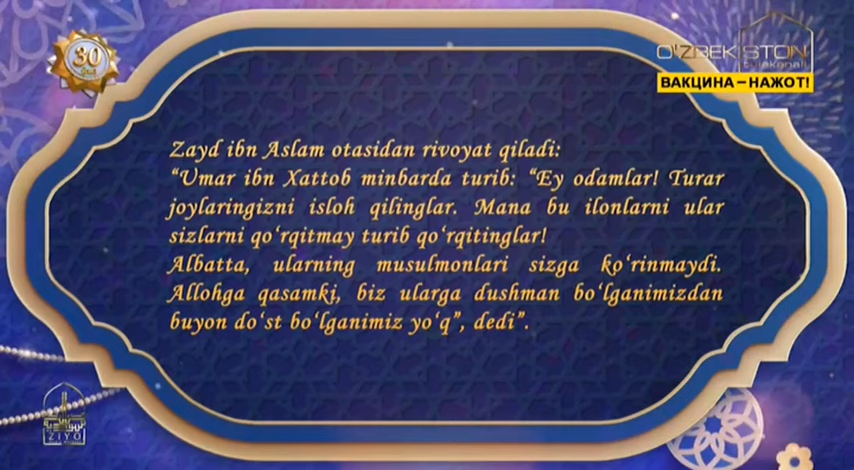 30
O'ZBEKISTON
telekanali
ВАКЦИНА – НАЖОТ!
Zayd ibn Aslam otasidan rivoyat qiladi:
“Umar ibn Xattob minbarda turib: “Ey odamlar! Turar
joylaringizni isloh qilinglar. Mana bu ilonlarni ular
sizlarni qo‘rqitmay turib qo‘rqitinglar!
Albatta, ularning musulmonlari sizga ko‘rinmaydi.
Allohga qasamki, biz ularga dushman bo‘lganimizdan
buyon do‘st bo‘lganimiz yo‘q”, dedi”.
ZIYO